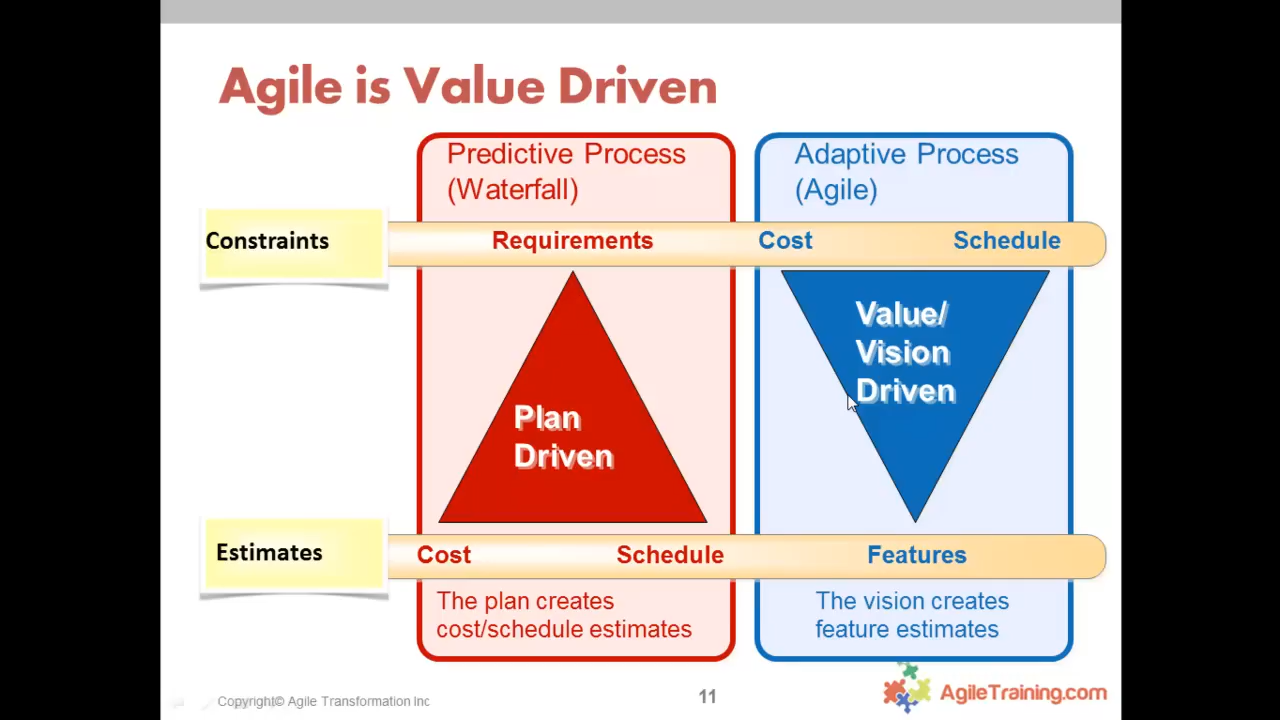 Agile is Value Driven
Predictive Process
(Waterfall)
Adaptive Process
(Agile)
Constraints
Requirements
Cost
Schedule
Plan
Driven
Value/
Vision
Driven
Estimates
Cost
Schedule
Features
The plan creates
cost/schedule estimates
The vision creates
feature estimates
Copyright© Agile Transformation Inc
11
AgileTraining.com